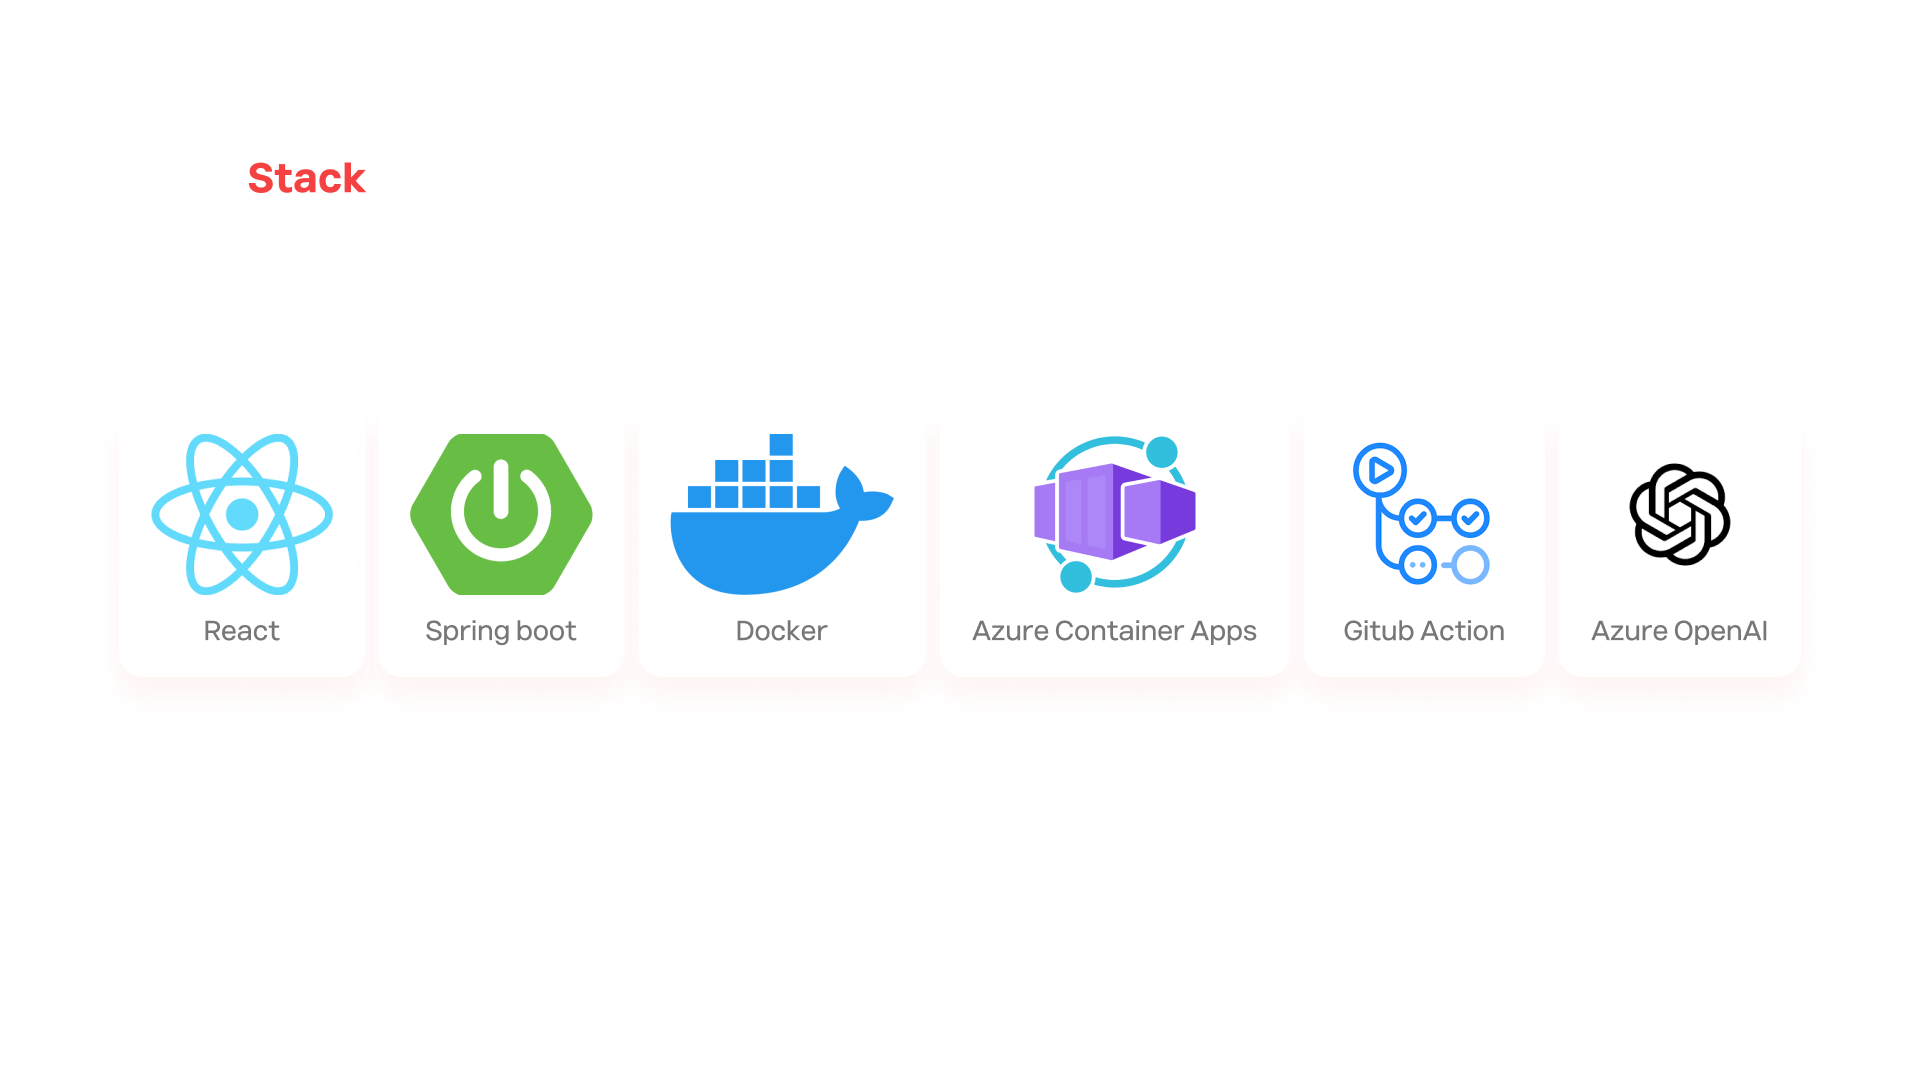 Stack
React
Spring boot
Docker
Azure Container Apps
Gitub Action
Azure OpenAI